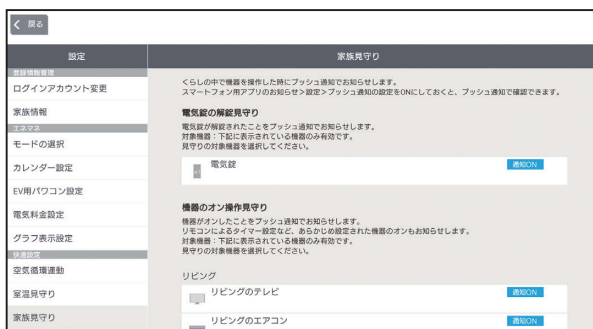 戻る
設定
家族見守り
登録情報管理
ログインアカウント変更
家族情報
エネマネ
モードの選択
カレンダー設定
EV用パワコン設定
電気料金設定
グラフ表示設定
快適設定
空気循環連動
室温見守り
家族見守り
くらしの中で機器を操作した時にプッシュ通知でお知らせします。
スマートフォン用アプリのお知らせ＞設定＞プッシュ通知の設定をONにしておくと、プッシュ通知で確認できます。
電気錠の解錠見守り
電気錠が解錠されたことをプッシュ通知でお知らせします。
対象機器：下記に表示されている機器のみ有効です。
見守りの対象機器を選択してください。
電気錠
通知ON
機器のオン操作見守り
機器がオンしたことをプッシュ通知でお知らせします。
リモコンによるタイマー設定など、あらかじめ設定された機器のオンもお知らせします。
対象機器：下記に表示されている機器のみ有効です。
見守りの対象機器を選択してください。
リビング
リビングのテレビ
通知ON
リビングのエアコン
通知ON